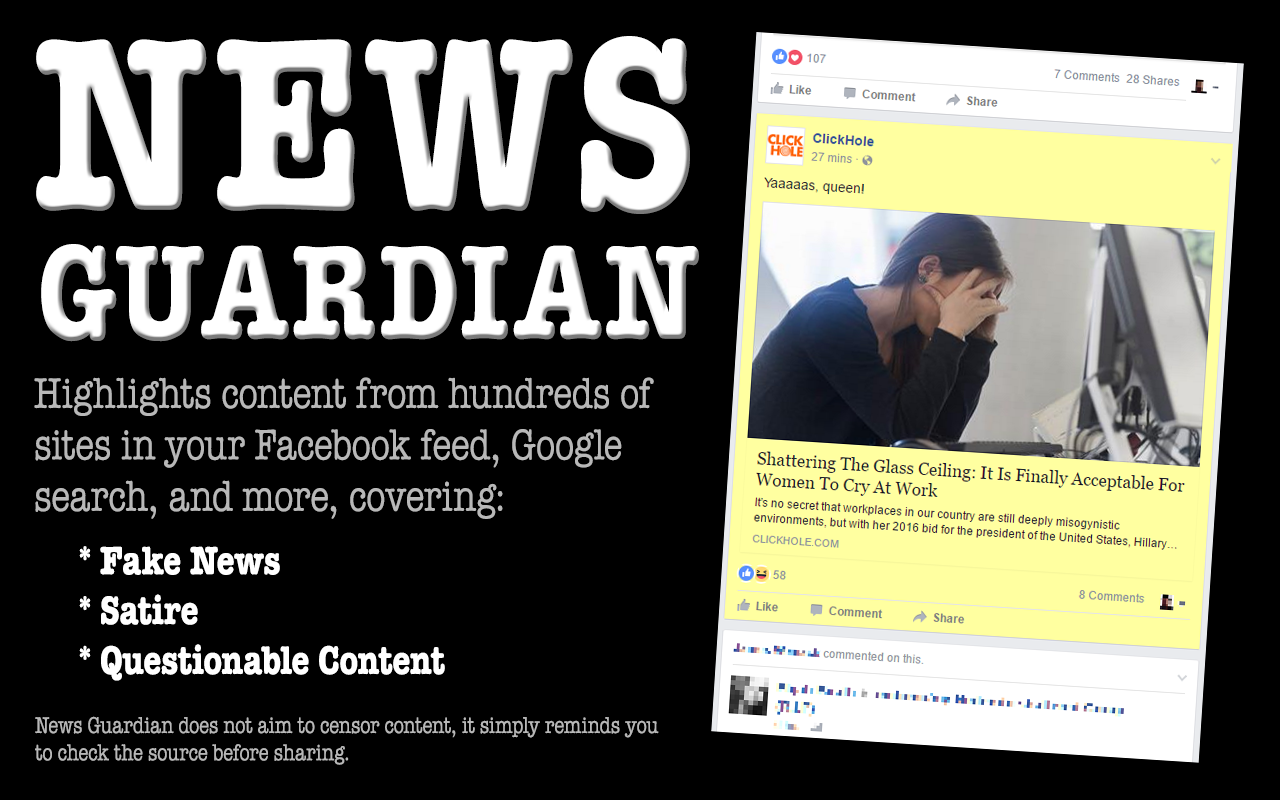 NEWS
GUARDIAN
Highlights content from hundreds of
sites in your Facebook feed, Google
search, and more, covering:
* Fake News
* Satire
* Questionable Content
News Guardian does not aim to censor content, it simply reminds you
to check the source before sharing.
107
7 Comments 28 Shares
Like Comment Share
CLICK
HOLE
ClickHole
27 mins ·
Yaaaaas, queen!
Shattering The Glass Ceiling: It Is Finally Acceptable For
Women To Cry At Work
It's no secret that workplaces in our country are still deeply misogynistic
environments, but with her 2016 bid for the president of the United States, Hillary...
CLICKHOLE.COM
58
8 Comments
Like Comment Share
commented on this.